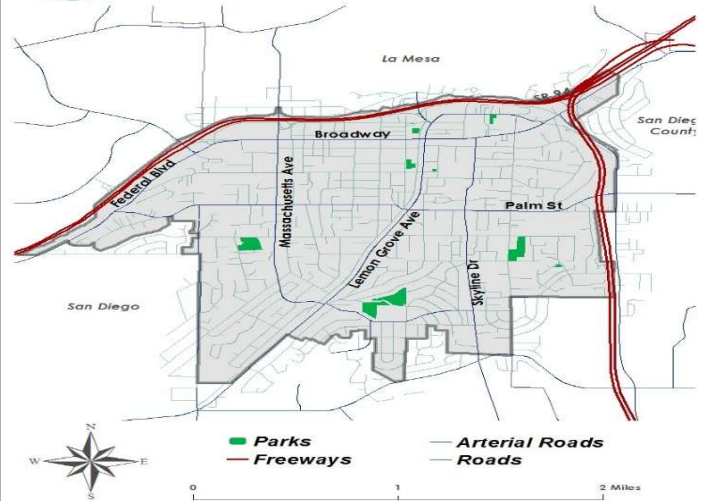 La Mesa
SR 94
San Dieg
County
Broadway
Federal Blvd
Massachusetts Ave
Palm St
Lemon Grove Ave
Skyline Dr
San Diego
N
W E
S
Parks
Freeways
Arterial Roads
Roads
0 1 2 Miles